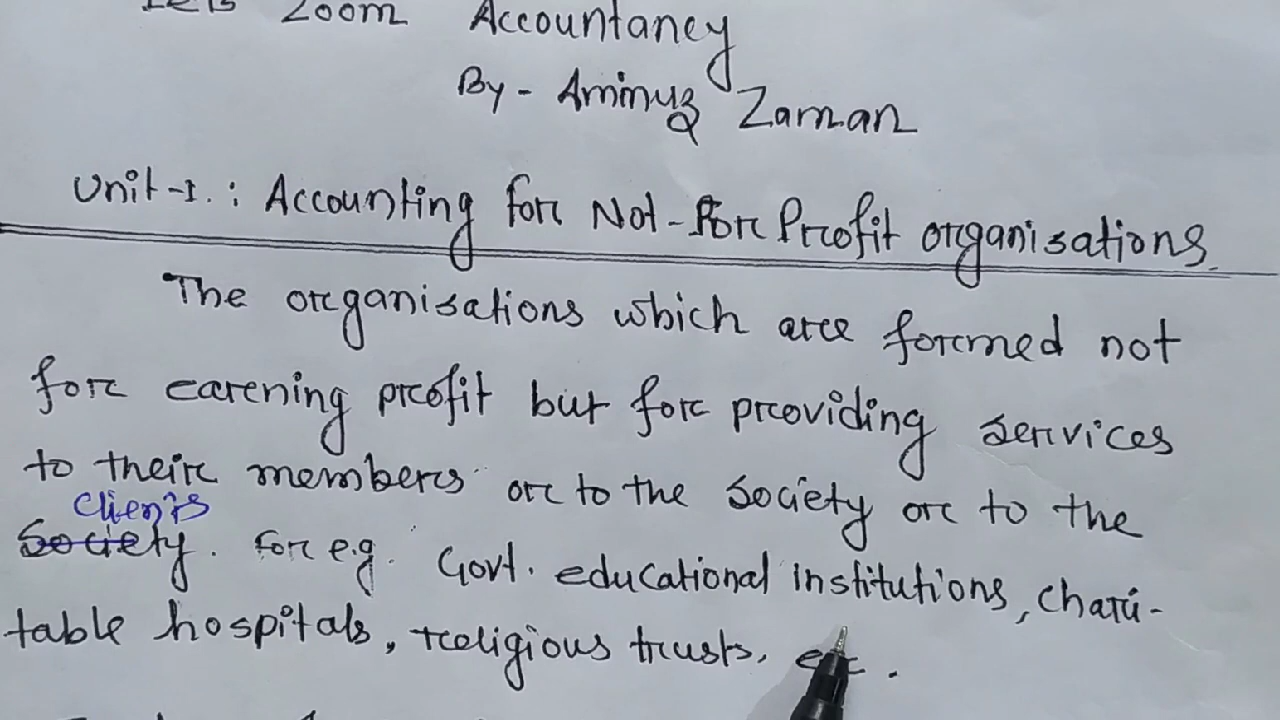 Lets Zoom Accountancy
By - Aminuz Zaman
Unit-I. : Accounting for Not-For Profit organisations.
The organisations which are formed not
for earening profit but for providing services
to their members or to the society or to the
clients
Society. For e.g. Govt. educational institutions, chari-
table hospitals, religious trusts, etc.